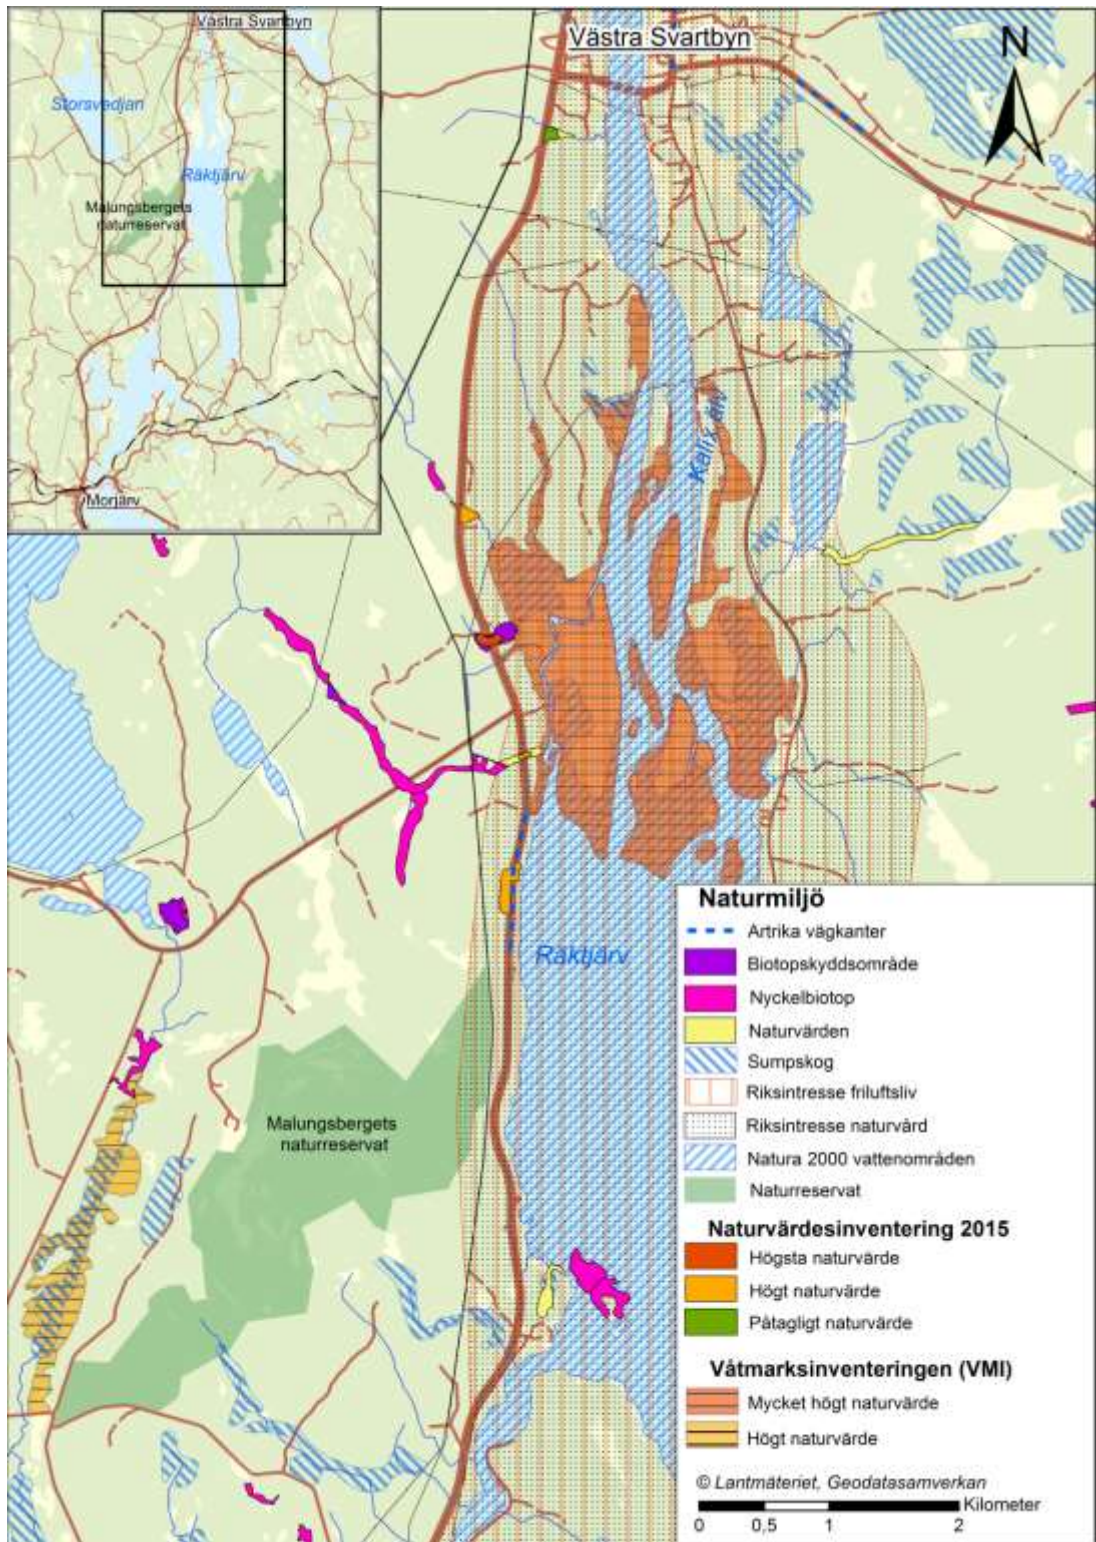 Västra Svartbyn
Storsvedjan
Räktjärv
Malungsbergets
naturreservat
Morjärv
Västra Svartbyn
N
Kalix älv
Räktjärv
Malungsbergets
naturreservat
Naturmiljö
Artrika vägkanter
Biotopskyddsområde
Nyckelbiotop
Naturvärden
Sumpskog
Riksintresse friluftsliv
Riksintresse naturvård
Natura 2000 vattenområden
Naturreservat
Naturvärdesinventering 2015
Högsta naturvärde
Högt naturvärde
Påtagligt naturvärde
Våtmarksinventeringen (VMI)
Mycket högt naturvärde
Högt naturvärde
© Lantmäteriet, Geodatasamverkan
Kilometer
0 0,5 1 2